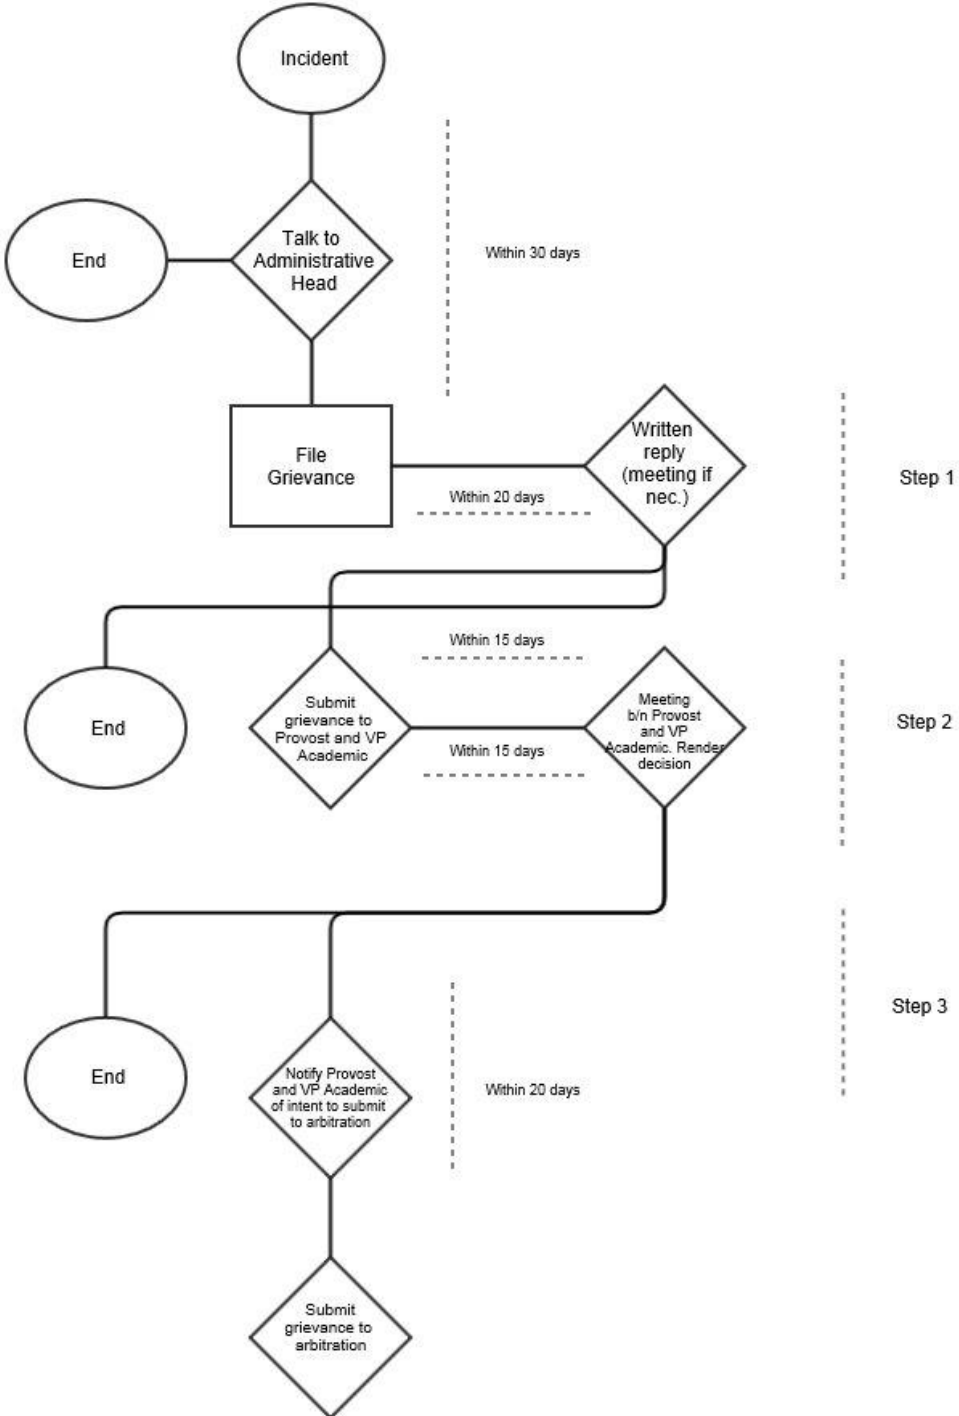 Incident
Talk to
Administrative
Head
End
Within 30 days
File
Grievance
Within 20 days
Written
reply
(meeting if
nec.)
Step 1
Within 15 days
End
Submit
grievance to
Provost and VP
Academic
Within 15 days
Meeting
b/n Provost
and VP
Academic. Render
decision
Step 2
Step 3
End
Notify Provost
and VP Academic
of intent to submit
to arbitration
Within 20 days
Submit
grievance to
arbitration